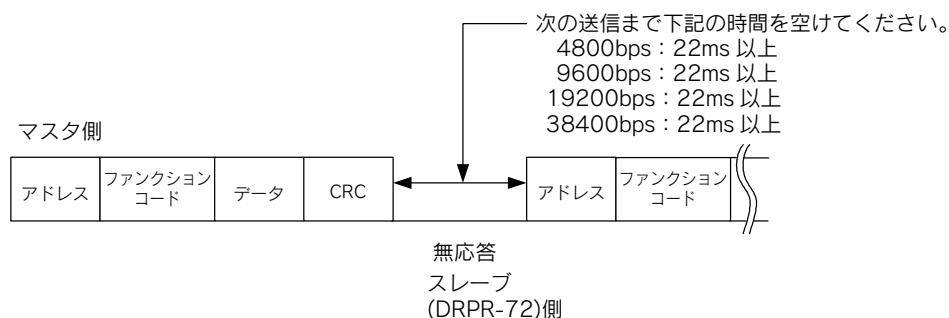 次の送信まで下記の時間を空けてください。
4800bps：22ms 以上
9600bps：22ms 以上
19200bps：22ms 以上
38400bps：22ms 以上
マスタ側
アドレス
ファンクション
コード
データ
CRC
アドレス
ファンクション
コード
無応答
スレーブ
(DRPR-72)側